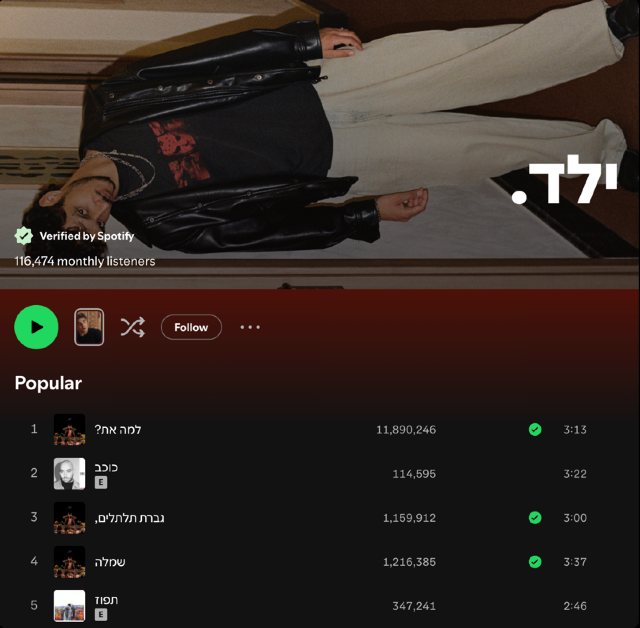 ילד.
Verified by Spotify
116,474 monthly listeners
Follow
Popular
1 למה את? 11,890,246 3:13
2 כוכב 114,595 3:22
E
3 גברת תלתלים, 1,159,912 3:00
4 שמלה 1,216,385 3:37
5 תפוז 347,241 2:46
E